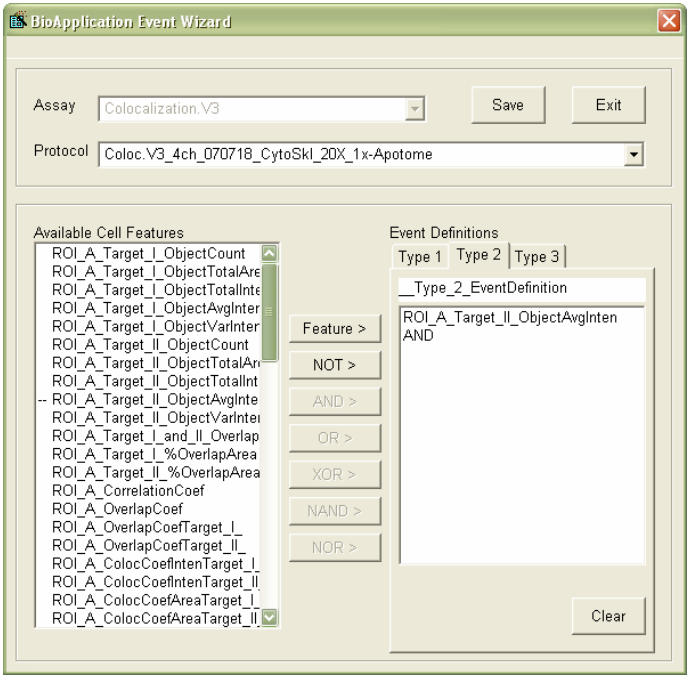 BioApplication Event Wizard
Assay
Colocalization.V3
Save
Exit
Protocol
Coloc.V3_4ch_070718_CytoSkl_20X_1x-Apotome
Available Cell Features
ROI_A_Target_I_ObjectCount
ROI_A_Target_I_ObjectTotalAre
ROI_A_Target_I_ObjectTotalInte
ROI_A_Target_I_ObjectAvgInter
ROI_A_Target_I_ObjectVarInter
ROI_A_Target_II_ObjectCount
ROI_A_Target_II_ObjectTotalAre
ROI_A_Target_II_ObjectTotalInt
-- ROI_A_Target_II_ObjectAvgInte
ROI_A_Target_II_ObjectVarInter
ROI_A_Target_I_and_II_Overlap
ROI_A_Target_I_%OverlapArea
ROI_A_Target_II_%OverlapArea
ROI_A_CorrelationCoef
ROI_A_OverlapCoef
ROI_A_OverlapCoefTarget_I_
ROI_A_OverlapCoefTarget_II_
ROI_A_ColocCoefIntenTarget_I_
ROI_A_ColocCoefIntenTarget_II_
ROI_A_ColocCoefAreaTarget_I_
ROI_A_ColocCoefAreaTarget_II_
Feature >
NOT >
AND >
OR >
XOR >
NAND >
NOR >
Event Definitions
Type 1 Type 2 Type 3
__Type_2_EventDefinition
ROI_A_Target_II_ObjectAvgInten
AND
Clear